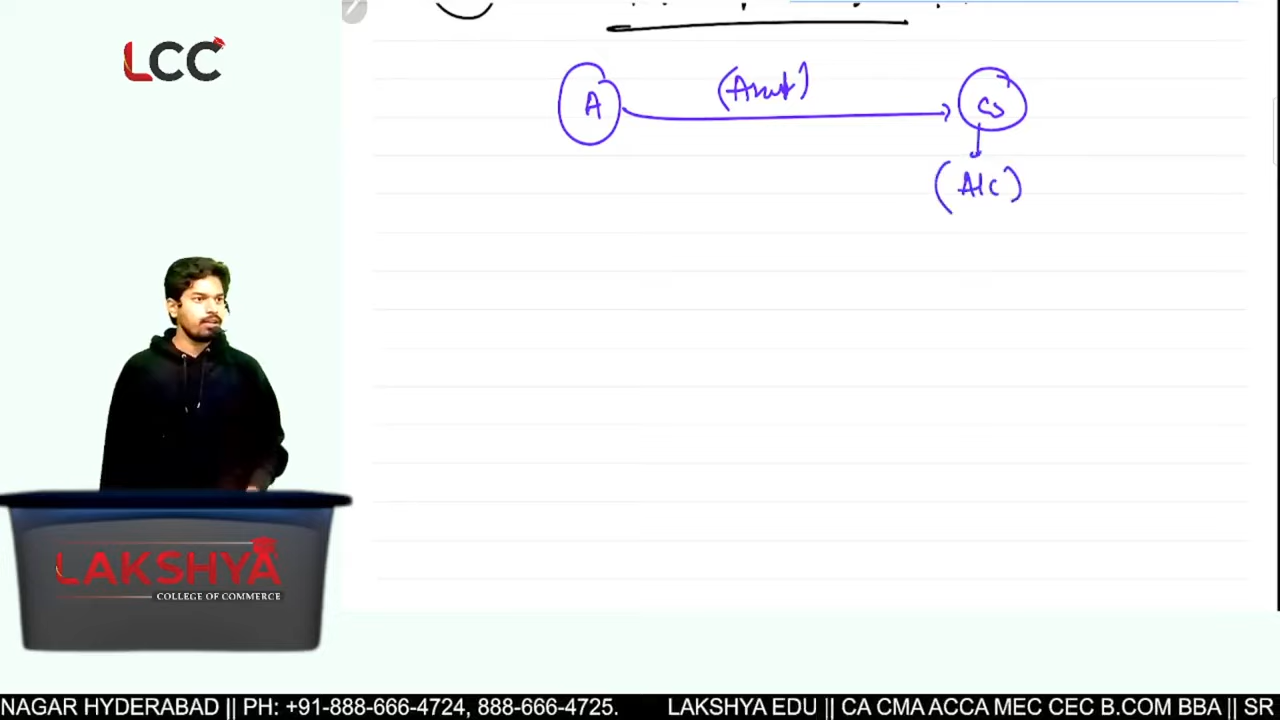 LCC
A
(Amt)
Co
(A/c)
LAKSHYA
COLLEGE OF COMMERCE
NAGAR HYDERABAD || PH: +91-888-666-4724, 888-666-4725. LAKSHYA EDU || CA CMA ACCA MEC CEC B.COM BBA || SR